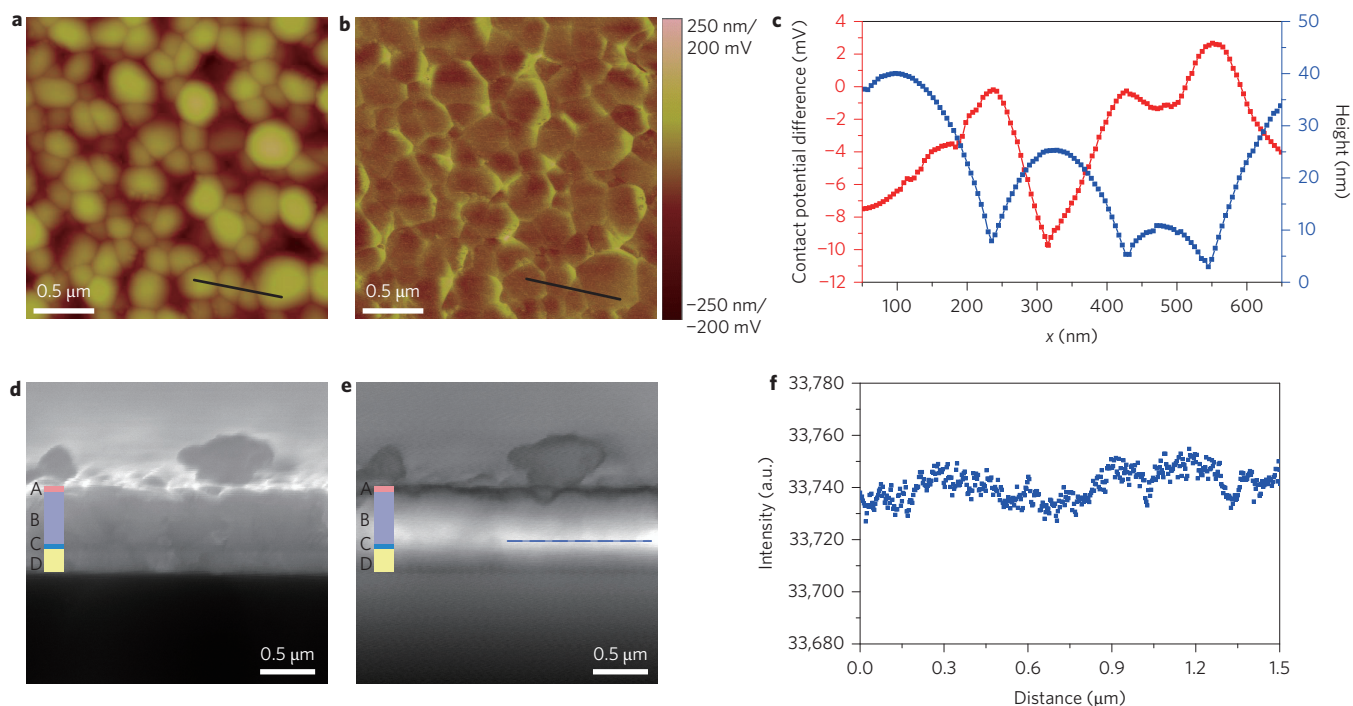 a
0.5 µm
b
0.5 µm
250 nm/
200 mV
−250 nm/
−200 mV
c
Contact potential difference (mV)
4
2
0
−2
−4
−6
−8
−10
−12
50
40
30
20
10
0
Height (nm)
100 200 300 400 500 600
x (nm)
d
A
B
C
D
0.5 µm
e
A
B
C
D
0.5 µm
f
Intensity (a.u.)
33,780
33,760
33,740
33,720
33,700
33,680
0.0 0.3 0.6 0.9 1.2 1.5
Distance (µm)